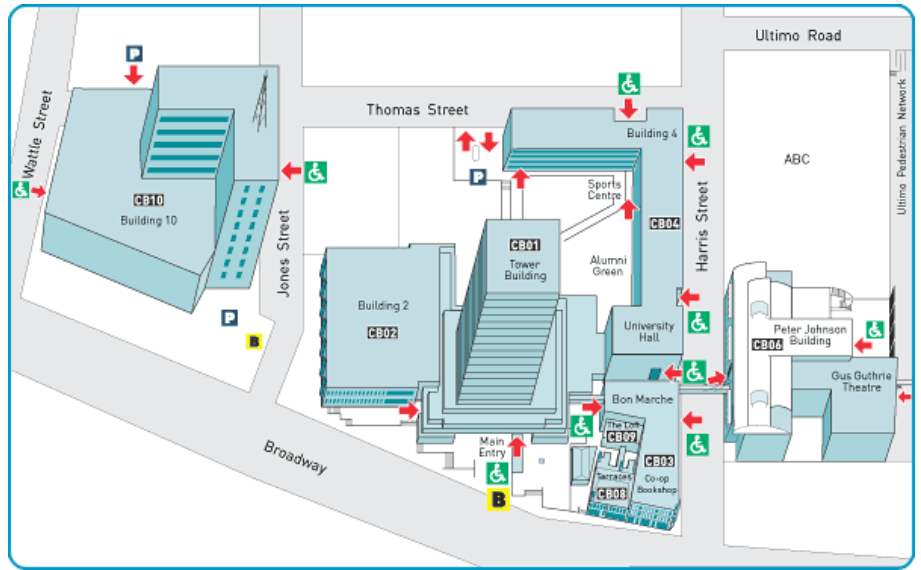 Ultimo Road
P
Thomas Street
Building 4
Wattle Street
ABC
Ultimo Pedestrian Network
P
Sports
Centre
CB10
Building 10
Harris Street
CB04
Jones Street
CB01
Tower
Building
Alumni
Green
Building 2
CB02
P
B
University
Hall
Peter Johnson
Building
CB06
Gus Guthrie
Theatre
Bon Marche
The Loft
CB09
Main
Entry
CB03
Terraces
Co-op
Bookshop
CB08
B
Broadway